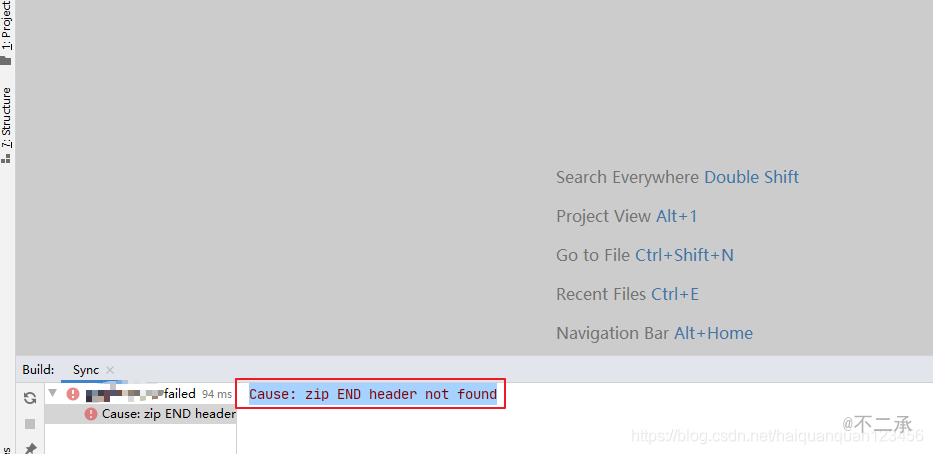 1: Project
7: Structure
Search Everywhere Double Shift
Project View Alt+1
Go to File Ctrl+Shift+N
Recent Files Ctrl+E
Navigation Bar Alt+Home
Build: Sync
failed 94 ms
Cause: zip END header
Cause: zip END header not found
@不二承
https://blog.csdn.net/haiquanquan123456